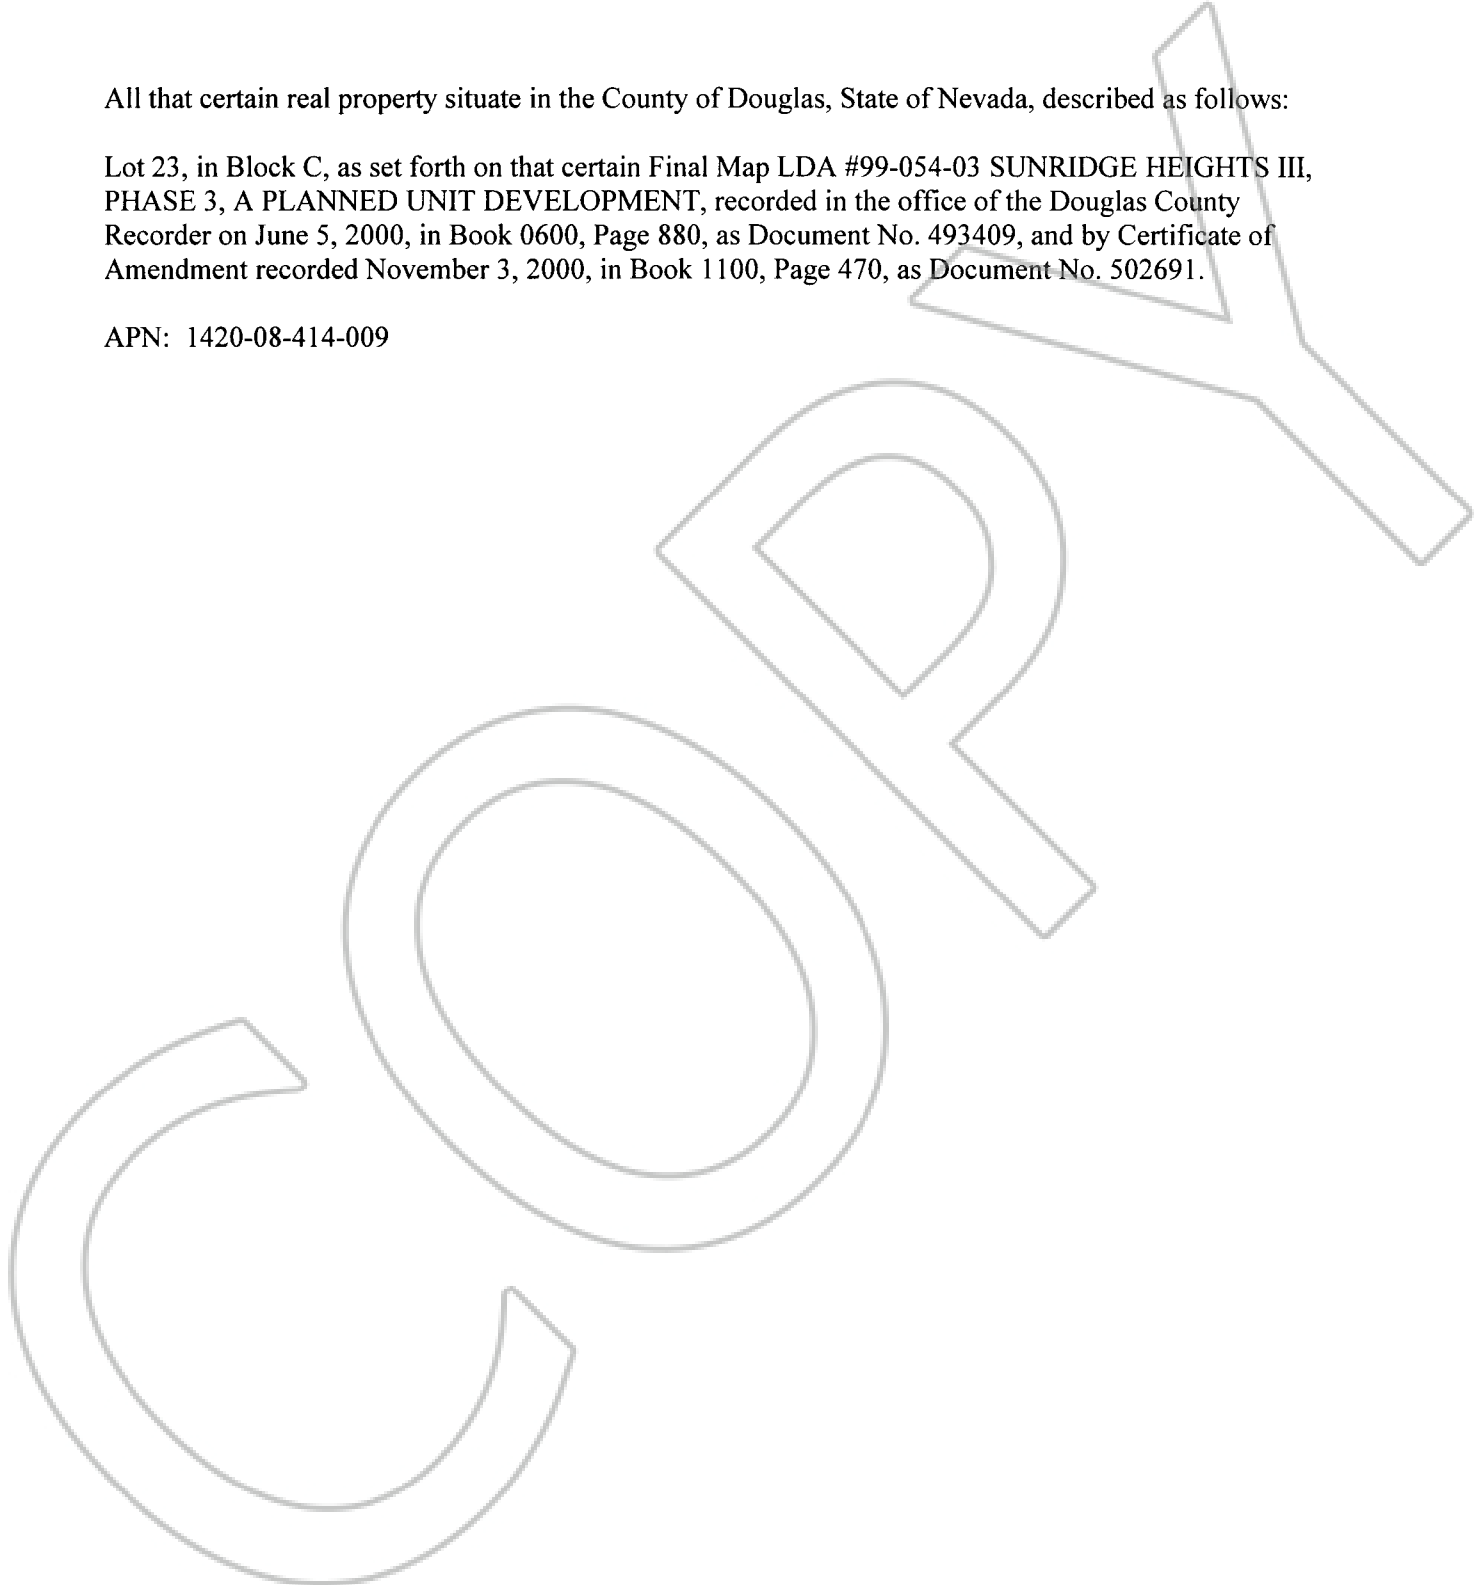 All that certain real property situate in the County of Douglas, State of Nevada, described as follows:
Lot 23, in Block C, as set forth on that certain Final Map LDA #99-054-03 SUNRIDGE HEIGHTS III,
PHASE 3, A PLANNED UNIT DEVELOPMENT, recorded in the office of the Douglas County
Recorder on June 5, 2000, in Book 0600, Page 880, as Document No. 493409, and by Certificate of
Amendment recorded November 3, 2000, in Book 1100, Page 470, as Document No. 502691.
APN:  1420-08-414-009
COPY